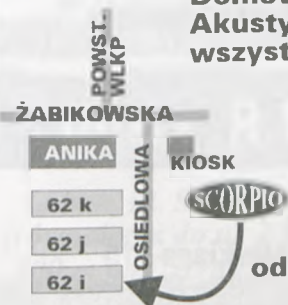 Akusty
wszyst
POWST.
WLKP
ŻABIKOWSKA
ANIKA
KIOSK
OSIEDLOWA
62 k
SCORPIO
62 j
od
62 i